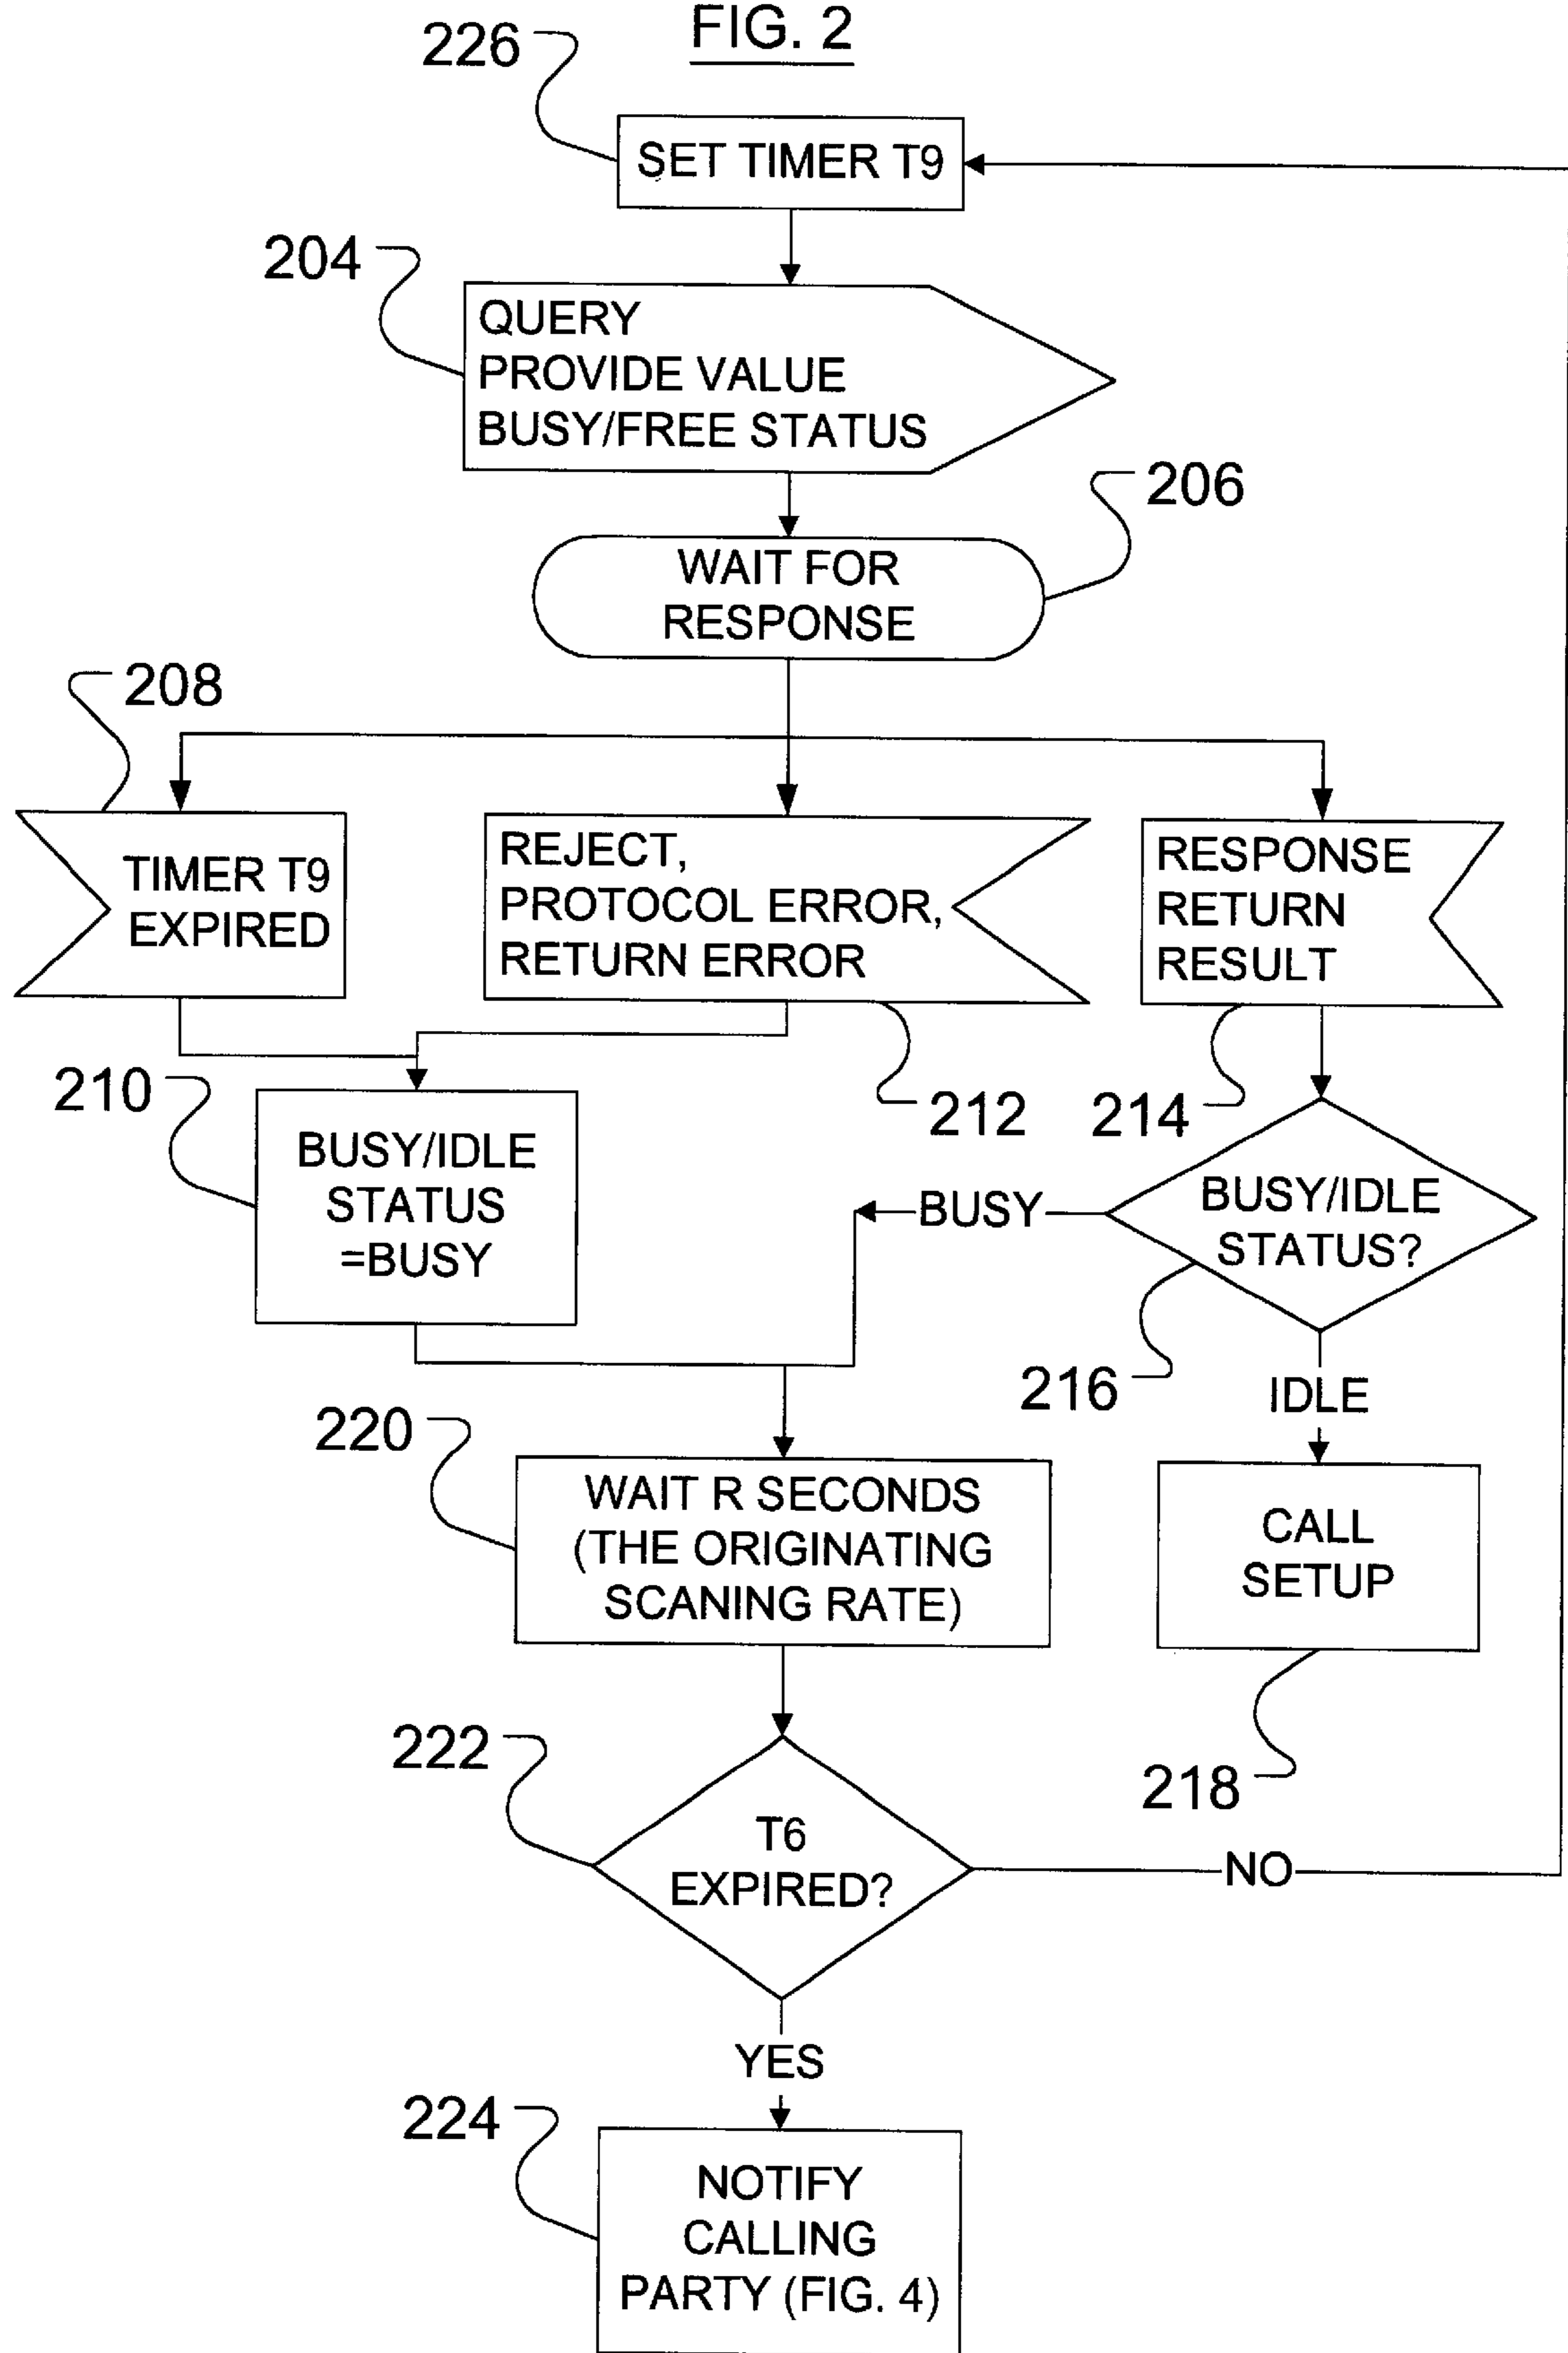 FIG. 2
226
SET TIMER T9
204
QUERY
PROVIDE VALUE
BUSY/FREE STATUS
206
WAIT FOR
RESPONSE
208
TIMER T9
EXPIRED
REJECT,
PROTOCOL ERROR,
RETURN ERROR
RESPONSE
RETURN
RESULT
210
212
214
BUSY/IDLE
STATUS
=BUSY
BUSY
BUSY/IDLE
STATUS?
216
IDLE
220
WAIT R SECONDS
(THE ORIGINATING
SCANING RATE)
CALL
SETUP
218
222
T6
EXPIRED?
NO
YES
224
NOTIFY
CALLING
PARTY (FIG. 4)